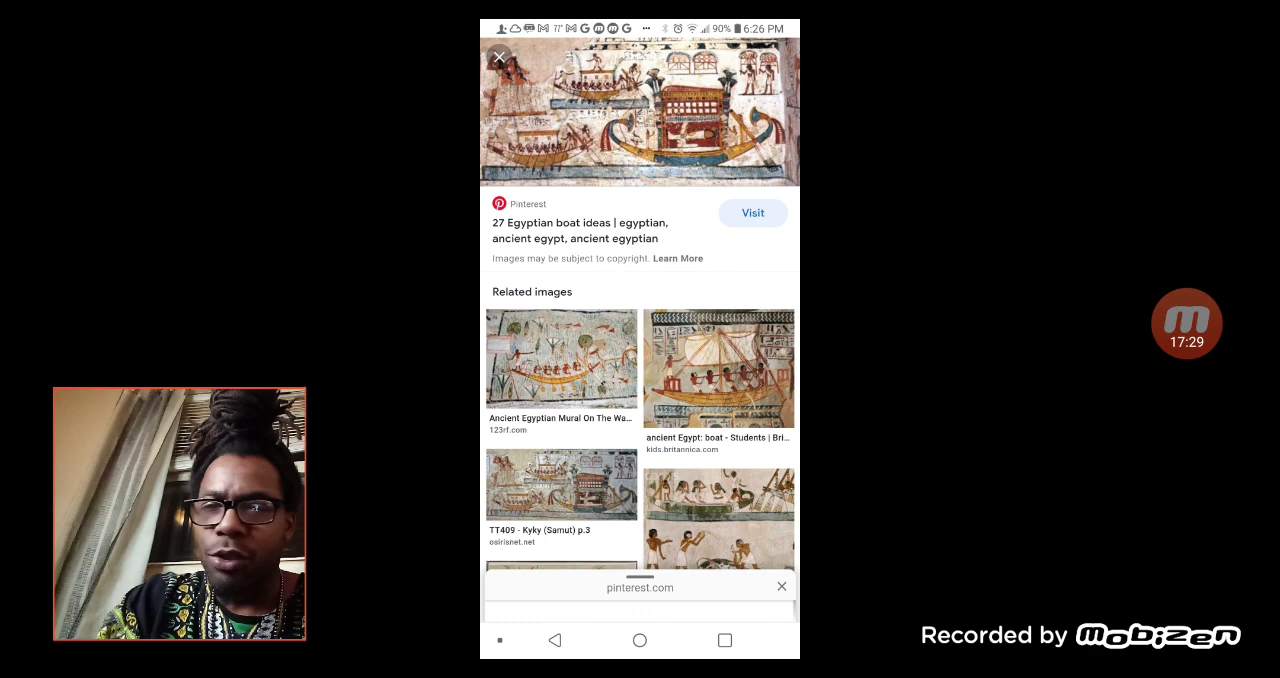 77°
90% 6:26 PM
Pinterest
27 Egyptian boat ideas | egyptian,
ancient egypt, ancient egyptian
Visit
Images may be subject to copyright. Learn More
Related images
Ancient Egyptian Mural On The Wa...
123rf.com
ancient Egypt: boat - Students | Bri...
kids.britannica.com
TT409 - Kyky (Samut) p.3
osirisnet.net
pinterest.com
17:29
Recorded by mobizen